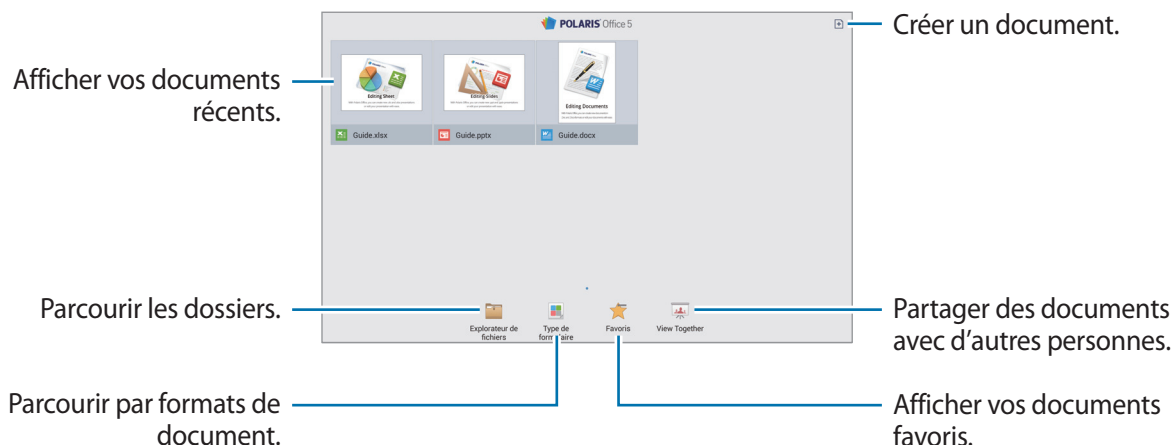 POLARIS Office 5
Créer un document.
Afficher vos documents
récents.
Editing Sheet
Editing Slides
Editing Documents
Guide.xlsx
Guide.pptx
Guide.docx
Parcourir les dossiers.
Explorateur de
fichiers
Type de
formulaire
Favoris
View Together
Partager des documents
avec d'autres personnes.
Parcourir par formats de
document.
Afficher vos documents
favoris.